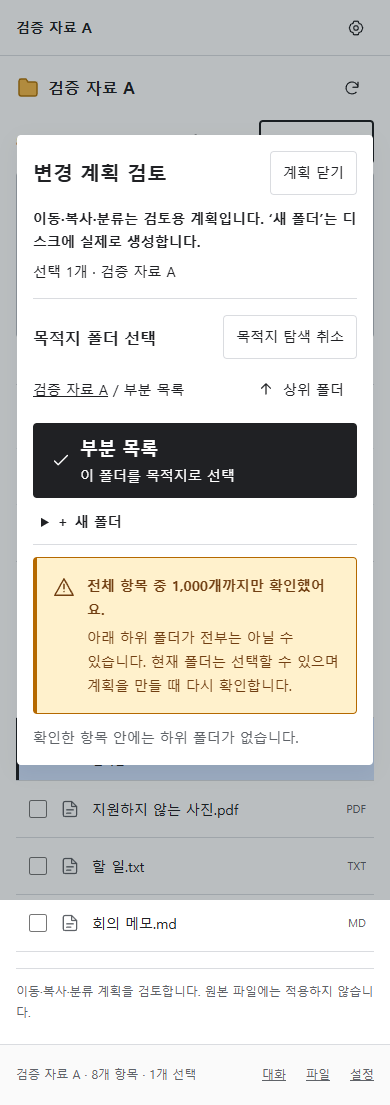 검증 자료 A
검증 자료 A
변경 계획 검토
계획 닫기
이동·복사·분류는 검토용 계획입니다. ‘새 폴더’는 디
스크에 실제로 생성합니다.
선택 1개 · 검증 자료 A
목적지 폴더 선택
목적지 탐색 취소
검증 자료 A / 부분 목록
상위 폴더
부분 목록
이 폴더를 목적지로 선택
+ 새 폴더
전체 항목 중 1,000개까지만 확인했어
요.
아래 하위 폴더가 전부는 아닐 수
있습니다. 현재 폴더는 선택할 수 있으며
계획을 만들 때 다시 확인합니다.
확인한 항목 안에는 하위 폴더가 없습니다.
지원하지 않는 사진.pdf
PDF
할 일.txt
TXT
회의 메모.md
MD
이동·복사·분류 계획을 검토합니다. 원본 파일에는 적용하지 않습니
다.
검증 자료 A · 8개 항목 · 1개 선택
대화
파일
설정